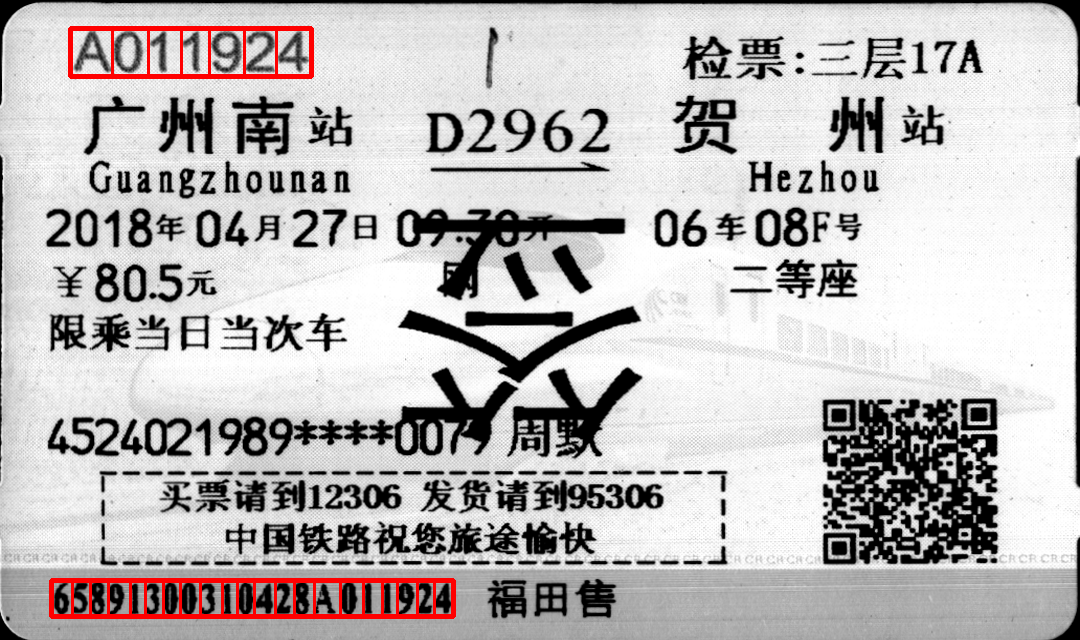 A011924
检票:三层17A
广州南站 D2962 贺州站
Guangzhounan Hezhou
2018年04月27日 09:30开 06车08F号
￥80.5元 网 二等座
限乘当日当次车
4524021989****0079 周默
买票请到12306 发货请到95306
中国铁路祝您旅途愉快
65891300310428A011924 福田售